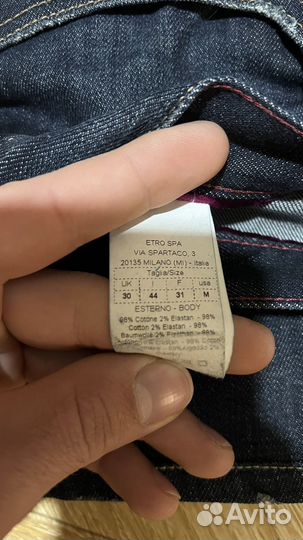 ETRO SPA
VIA SPARTACO, 3
20135 MILANO (MI) - Italia
Taglia/Size
UK I F USA
30 44 31 M
ESTERNO - BODY
98% Cotone 2% Elastan - 98%
Cotton 2% Elastan - 98%
Baumwolle 2% Elasthan - 98%
Avito